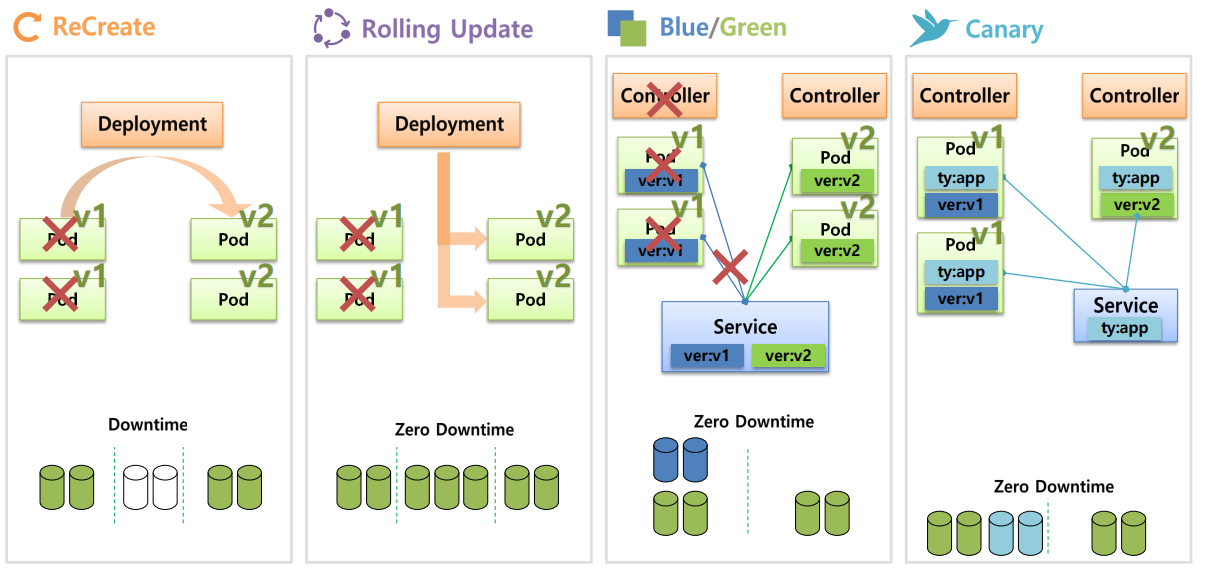 ReCreate
Deployment
v1
Pod
v2
Pod
v1
Pod
v2
Pod
Downtime
Rolling Update
Deployment
v1
Pod
v2
Pod
v1
Pod
v2
Pod
Zero Downtime
Blue/Green
Controller
Controller
v1
Pod
ver:v1
v2
Pod
ver:v2
v1
Pod
ver:v1
v2
Pod
ver:v2
Service
ver:v1
ver:v2
Zero Downtime
Canary
Controller
Controller
v1
Pod
ty:app
ver:v1
v2
Pod
ty:app
ver:v2
v1
Pod
ty:app
ver:v1
Service
ty:app
Zero Downtime